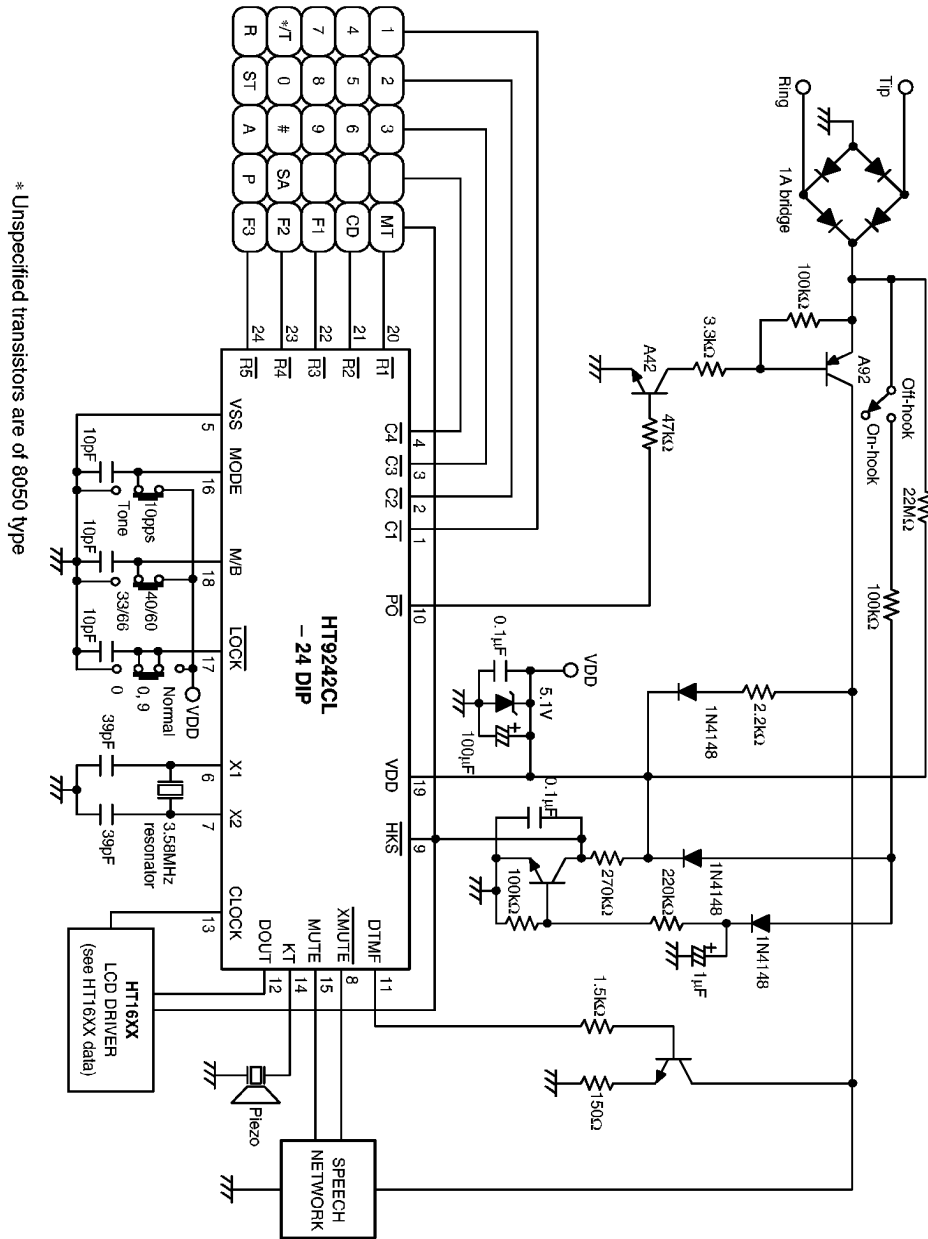 Tip
Ring
1A bridge
100kΩ
A92
3.3kΩ
A42
47kΩ
Off-hook
On-hook
22MΩ
100kΩ
2.2kΩ
1N4148
VDD
5.1V
0.1µF
100µF
0.1µF
270kΩ
1N4148
100kΩ
220kΩ
1N4148
1µF
1.5kΩ
150Ω
1 2 3 MT
4 5 6 CD
7 8 9 F1
*/T 0 # SA F2
R ST A P F3
20 R1
21 R2
22 R3
23 R4
24 R5
C4 4
C3 3
C2 2
C1 1
PO 10
VDD 19
HKS 9
DTMF 11
XMUTE 8
MUTE 15
KT 14
DOUT 12
CLOCK 13
X2 7
X1 6
LOCK 17
M/B 18
MODE 16
VSS 5
HT9242CL
– 24 DIP
10pF
10pps
Tone
10pF
40/60
33/66
10pF
Normal
0, 9
0
VDD
39pF
39pF
3.58MHz
resonator
HT16XX
LCD DRIVER
(see HT16XX data)
Piezo
SPEECH
NETWORK
* Unspecified transistors are of 8050 type